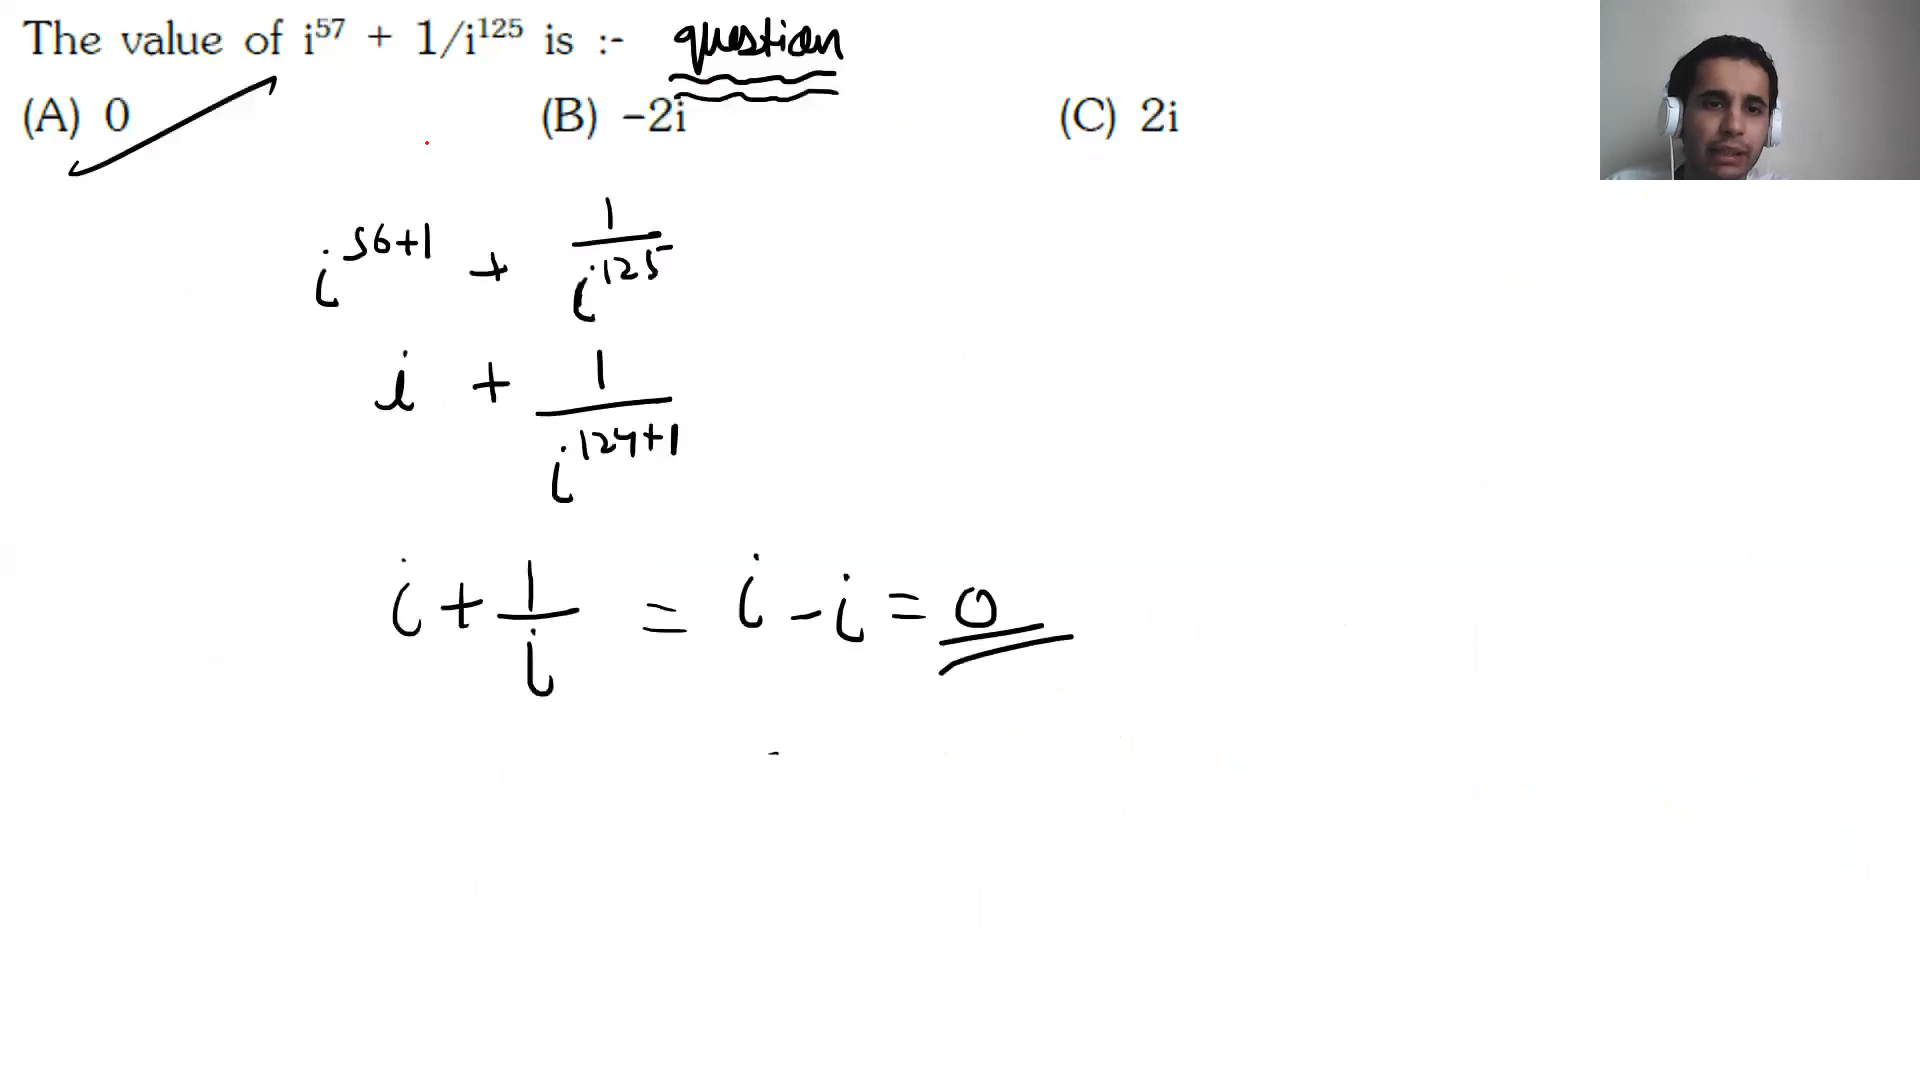 The value of i⁵⁷ + 1/i¹²⁵ is :- question
(A) 0 (B) −2i (C) 2i
i⁵⁶⁺¹ + 1/i¹²⁵
i + 1/i¹²⁴⁺¹
i + 1/i = i - i = 0